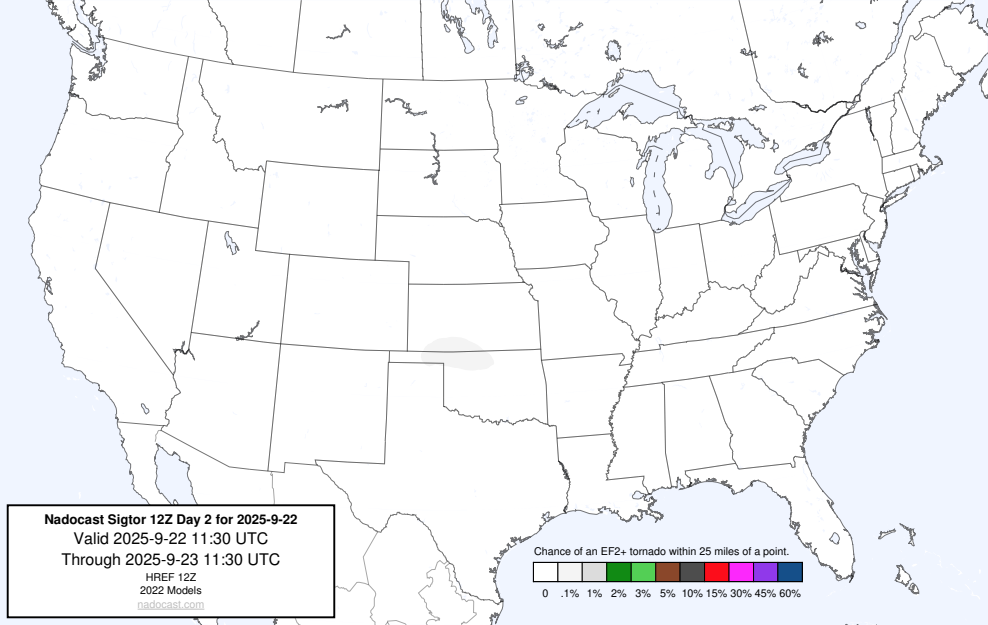 Nadocast Sigtor 12Z Day 2 for 2025-9-22
Valid 2025-9-22 11:30 UTC
Through 2025-9-23 11:30 UTC
HREF 12Z
2022 Models
nadocast.com
Chance of an EF2+ tornado within 25 miles of a point.
0 .1% 1% 2% 3% 5% 10% 15% 30% 45% 60%